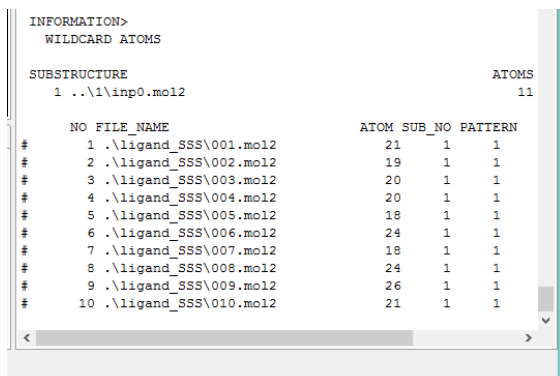 INFORMATION>
WILDCARD ATOMS
SUBSTRUCTURE ATOMS
1 ..\1\inp0.mol2 11
NO FILE_NAME ATOM SUB_NO PATTERN
# 1 .\ligand_SSS\001.mol2 21 1 1
# 2 .\ligand_SSS\002.mol2 19 1 1
# 3 .\ligand_SSS\003.mol2 20 1 1
# 4 .\ligand_SSS\004.mol2 20 1 1
# 5 .\ligand_SSS\005.mol2 18 1 1
# 6 .\ligand_SSS\006.mol2 24 1 1
# 7 .\ligand_SSS\007.mol2 18 1 1
# 8 .\ligand_SSS\008.mol2 24 1 1
# 9 .\ligand_SSS\009.mol2 26 1 1
# 10 .\ligand_SSS\010.mol2 21 1 1